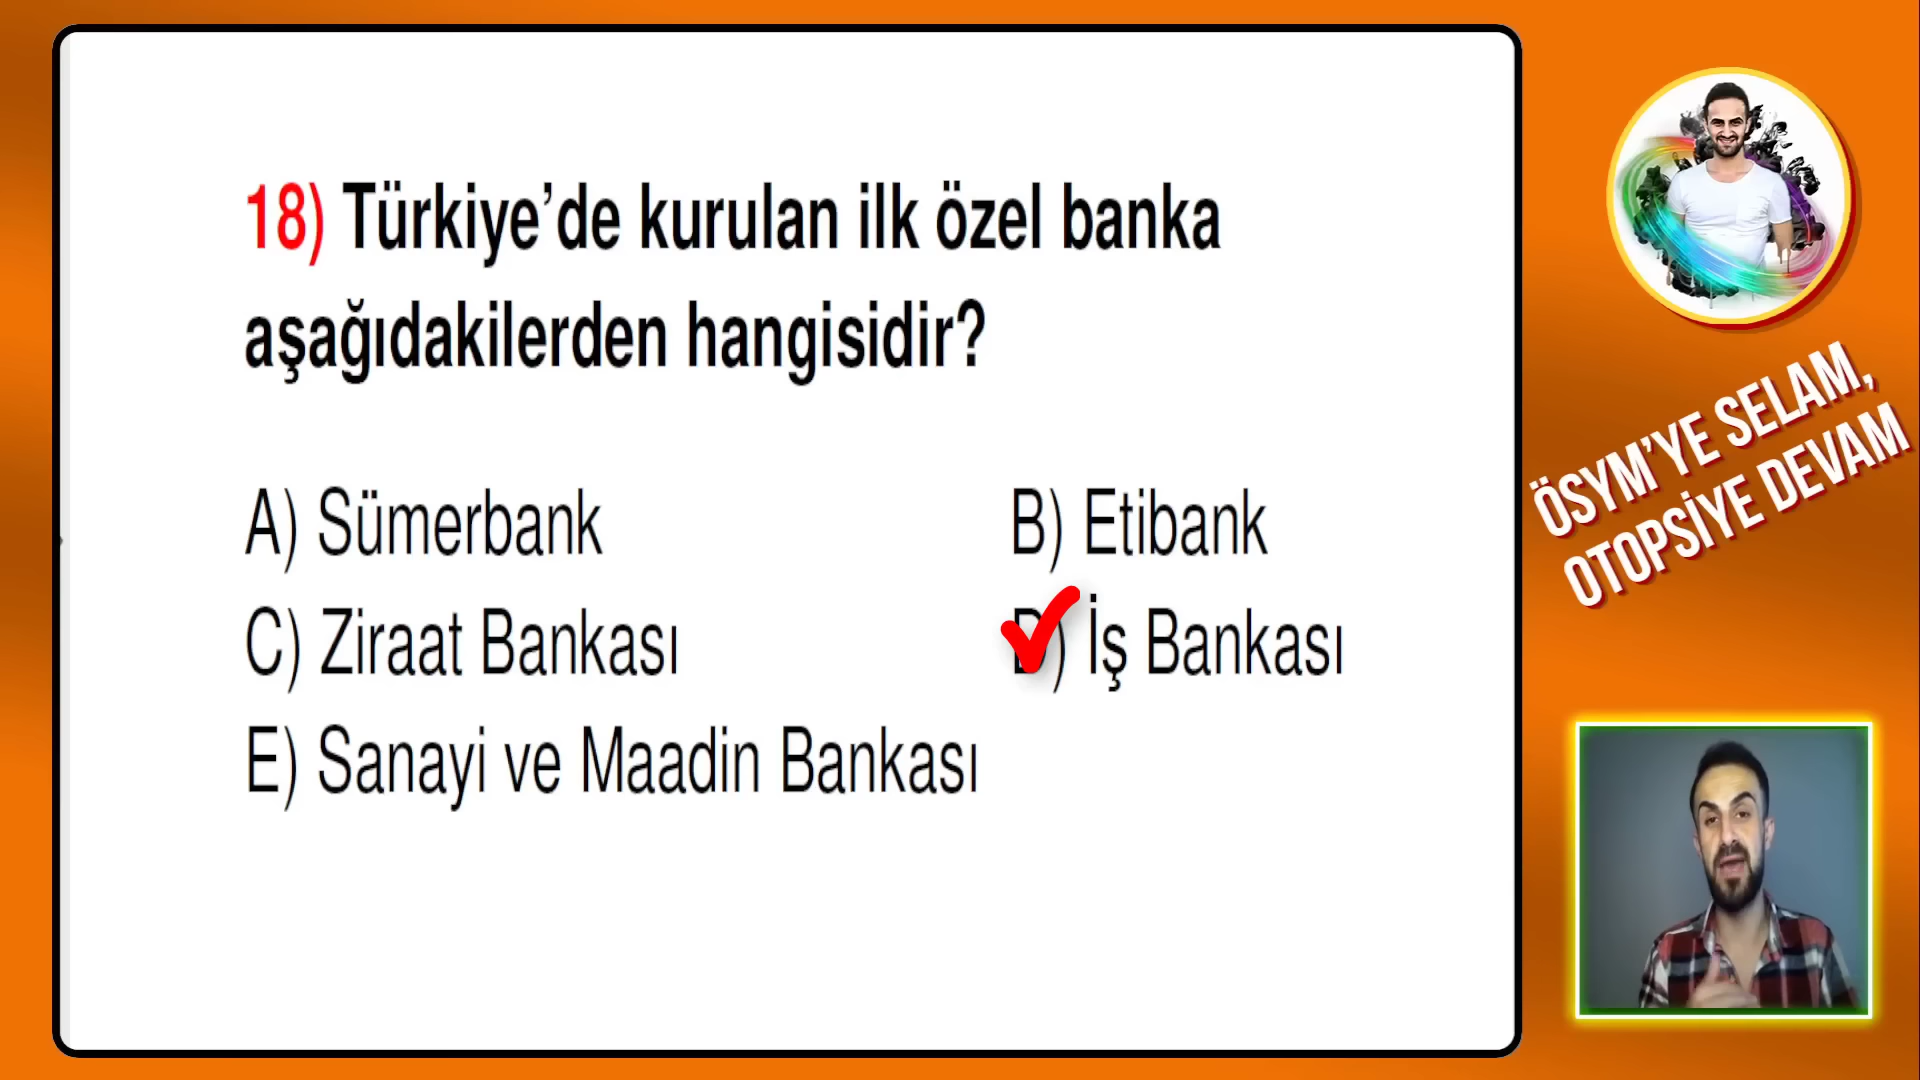 18) Türkiye’de kurulan ilk özel banka
aşağıdakilerden hangisidir?
A) Sümerbank
B) Etibank
C) Ziraat Bankası
D) İş Bankası
E) Sanayi ve Maadin Bankası
ÖSYM’YE SELAM,
OTOPSİYE DEVAM